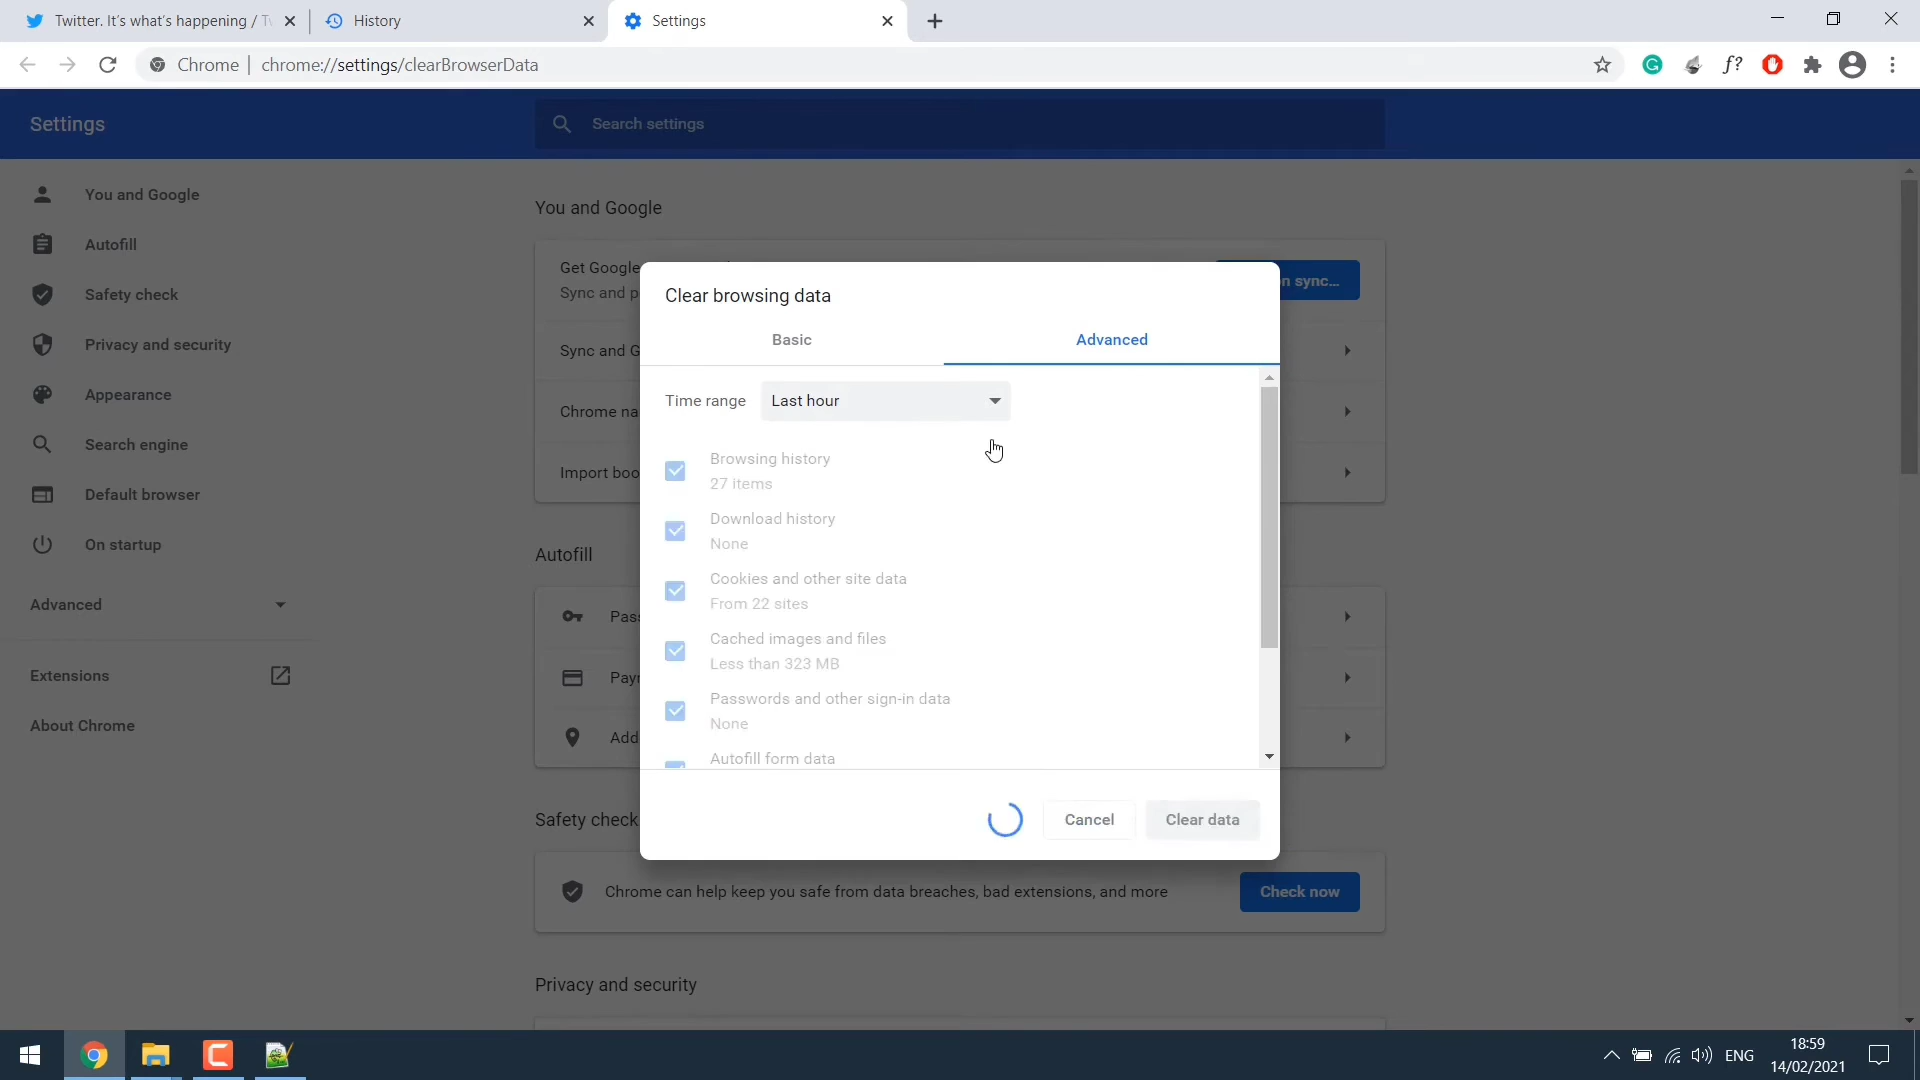 Twitter. It's what's happening / Tw
History
Settings
Chrome | chrome://settings/clearBrowserData
f?
Settings
Search settings
You and Google
Autofill
Safety check
Privacy and security
Appearance
Search engine
Default browser
On startup
Advanced
Extensions
About Chrome
You and Google
Get Google
Sync and p
n sync...
Sync and G
Chrome na
Import boo
Autofill
Pass
Payr
Add
Safety check
Chrome can help keep you safe from data breaches, bad extensions, and more
Check now
Privacy and security
Clear browsing data
Basic
Advanced
Time range
Last hour
Browsing history
27 items
Download history
None
Cookies and other site data
From 22 sites
Cached images and files
Less than 323 MB
Passwords and other sign-in data
None
Autofill form data
Cancel
Clear data
ENG
18:59
14/02/2021